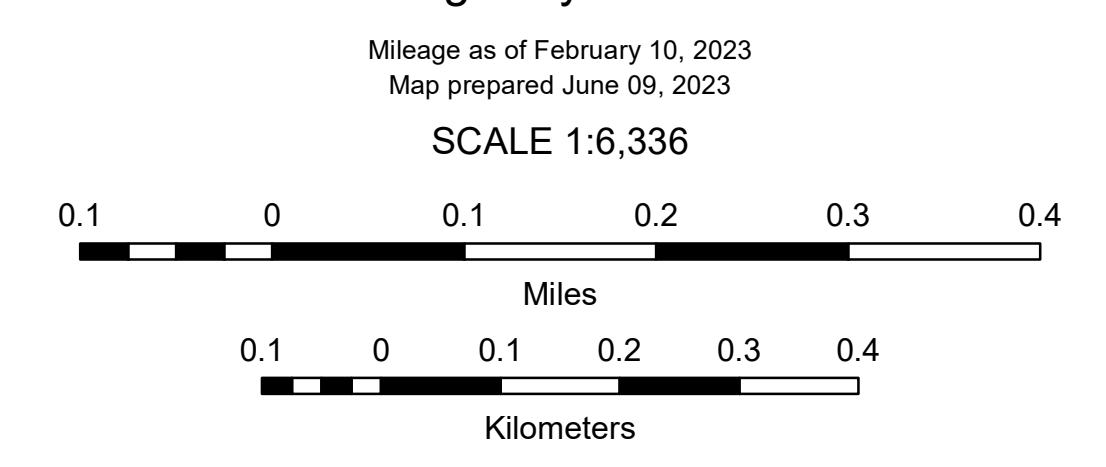 Mileage as of February 10, 2023
Map prepared June 09, 2023
SCALE 1:6,336
0.1 0 0.1 0.2 0.3 0.4
Miles
0.1 0 0.1 0.2 0.3 0.4
Kilometers